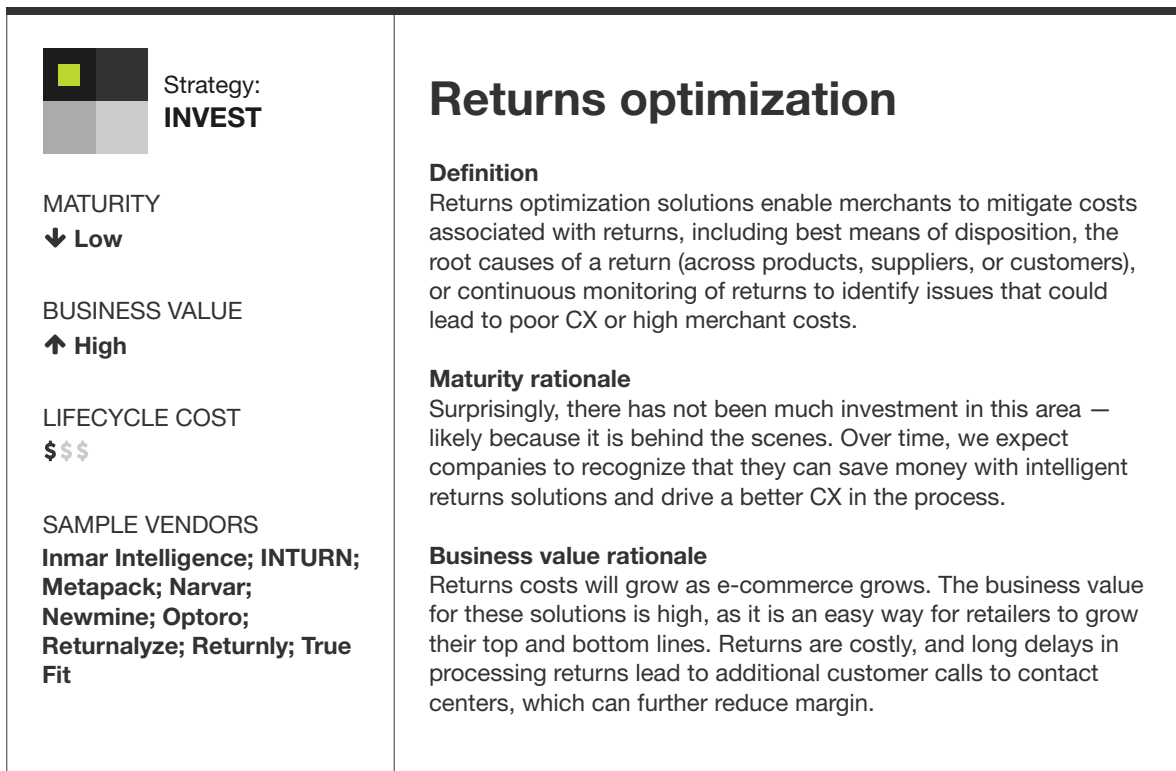 Strategy:
INVEST
MATURITY
↓ Low
BUSINESS VALUE
↑ High
LIFECYCLE COST
$$$
SAMPLE VENDORS
Inmar Intelligence; INTURN;
Metapack; Narvar;
Newmine; Optoro;
Returnalyze; Returnly; True
Fit
Returns optimization
Definition
Returns optimization solutions enable merchants to mitigate costs
associated with returns, including best means of disposition, the
root causes of a return (across products, suppliers, or customers),
or continuous monitoring of returns to identify issues that could
lead to poor CX or high merchant costs.
Maturity rationale
Surprisingly, there has not been much investment in this area —
likely because it is behind the scenes. Over time, we expect
companies to recognize that they can save money with intelligent
returns solutions and drive a better CX in the process.
Business value rationale
Returns costs will grow as e-commerce grows. The business value
for these solutions is high, as it is an easy way for retailers to grow
their top and bottom lines. Returns are costly, and long delays in
processing returns lead to additional customer calls to contact
centers, which can further reduce margin.